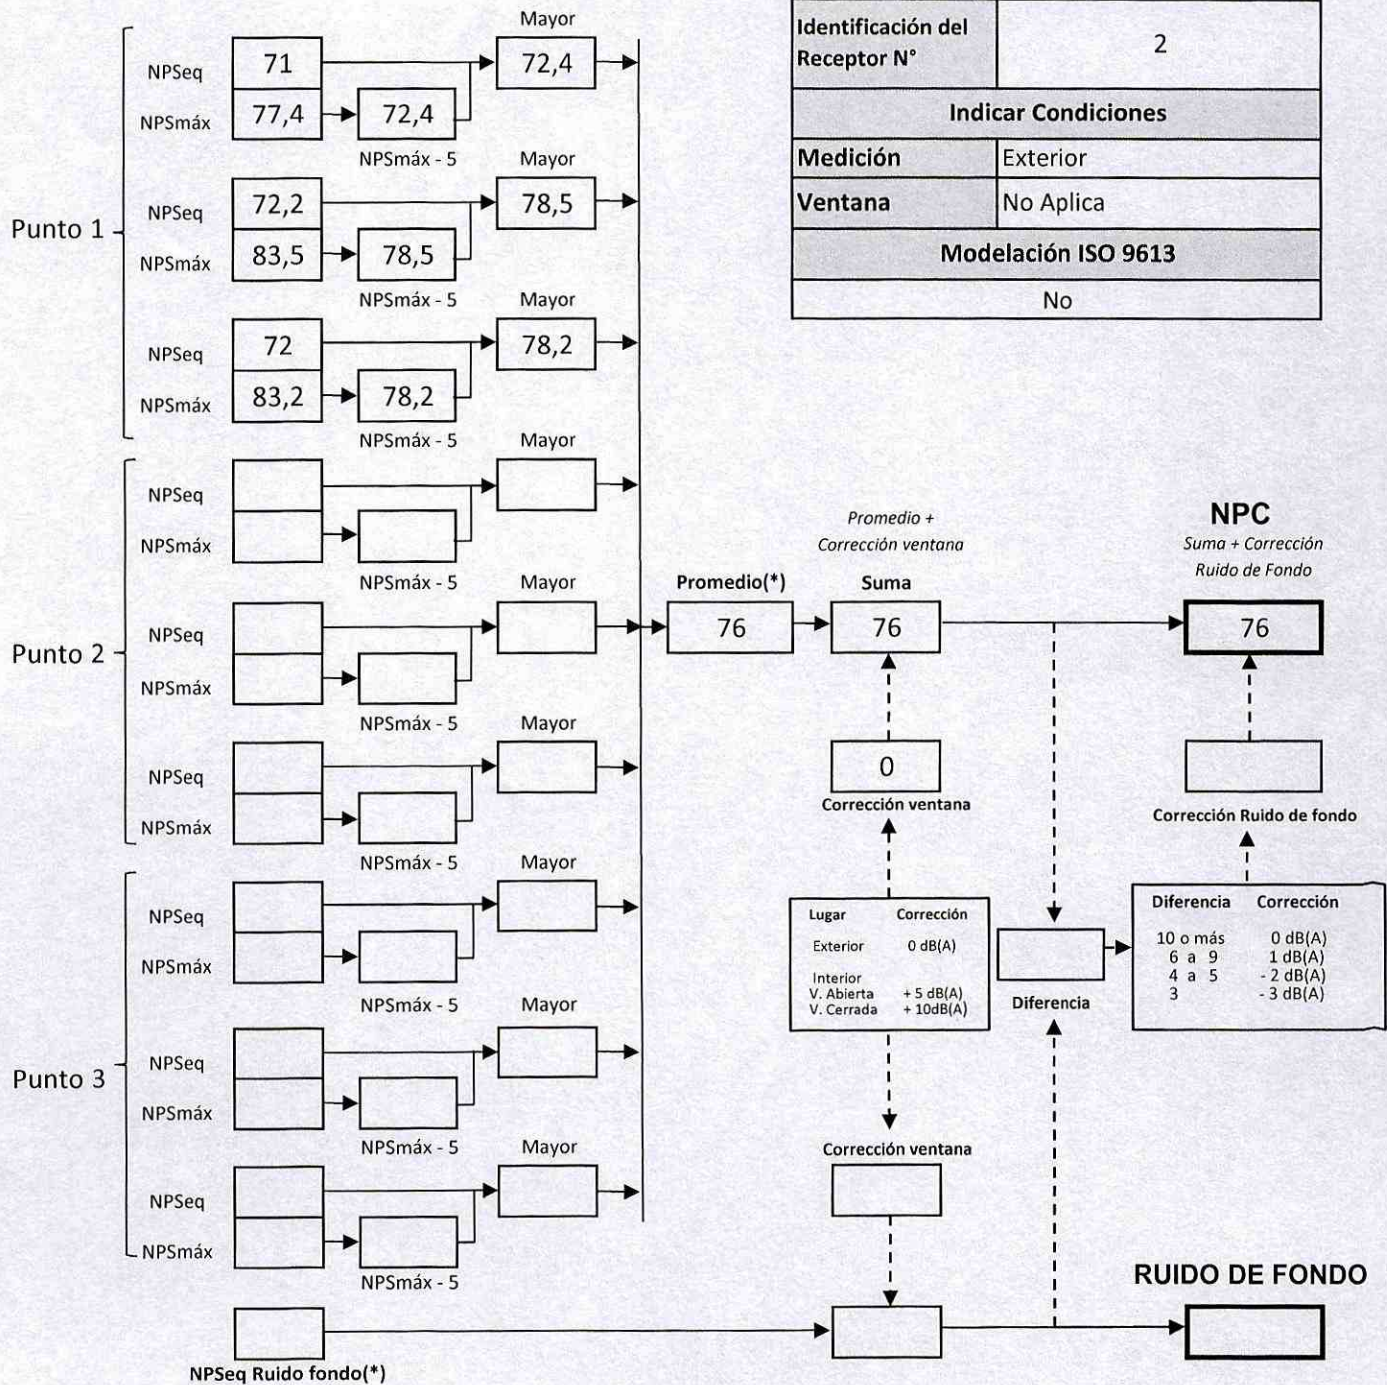 Identificación del
Receptor N°
2
Indicar Condiciones
Medición
Exterior
Ventana
No Aplica
Modelación ISO 9613
No
Punto 1
Mayor
NPSeq
71
72,4
NPSmáx
77,4
72,4
NPSmáx - 5
Mayor
NPSeq
72,2
78,5
NPSmáx
83,5
78,5
NPSmáx - 5
Mayor
NPSeq
72
78,2
NPSmáx
83,2
78,2
NPSmáx - 5
Punto 2
Mayor
NPSeq
NPSmáx
NPSmáx - 5
Mayor
NPSeq
NPSmáx
NPSmáx - 5
Mayor
NPSeq
NPSmáx
NPSmáx - 5
Punto 3
Mayor
NPSeq
NPSmáx
NPSmáx - 5
Mayor
NPSeq
NPSmáx
NPSmáx - 5
Mayor
NPSeq
NPSmáx
NPSmáx - 5
NPSeq Ruido fondo(*)
Promedio(*)
76
Promedio +
Corrección ventana
Suma
76
0
Corrección ventana
Lugar Corrección
Exterior 0 dB(A)
Interior
V. Abierta + 5 dB(A)
V. Cerrada + 10dB(A)
Corrección ventana
Diferencia
NPC
Suma + Corrección
Ruido de Fondo
76
Corrección Ruido de fondo
Diferencia Corrección
10 o más 0 dB(A)
6 a 9 1 dB(A)
4 a 5 - 2 dB(A)
3 - 3 dB(A)
RUIDO DE FONDO